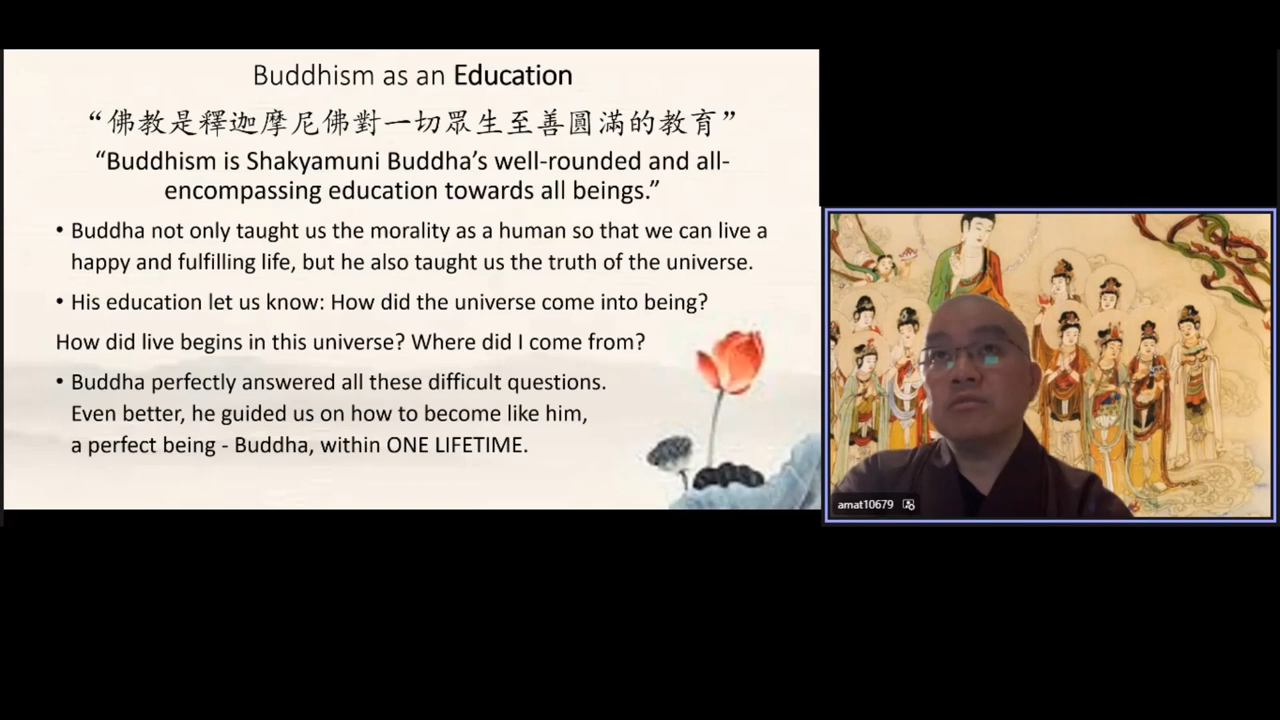 Buddhism as an Education
“佛教是釋迦摩尼佛對一切眾生至善圓滿的教育”
“Buddhism is Shakyamuni Buddha’s well-rounded and all-
encompassing education towards all beings.”
• Buddha not only taught us the morality as a human so that we can live a
happy and fulfilling life, but he also taught us the truth of the universe.
• His education let us know: How did the universe come into being?
How did live begins in this universe? Where did I come from?
• Buddha perfectly answered all these difficult questions.
Even better, he guided us on how to become like him,
a perfect being - Buddha, within ONE LIFETIME.
amat10679